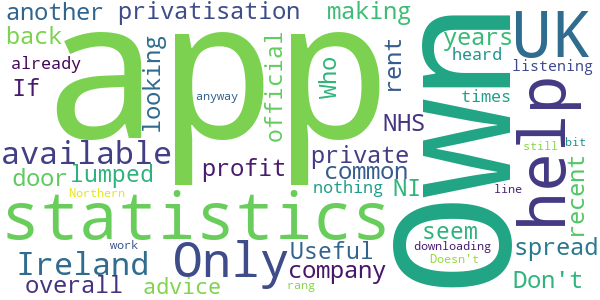 another
privatisation
making
years
UK
back
app
own
heard
already
looking
official
Who
rent
listening
If
anyway
times
help
NHS
available
private
still
bit
door
lumped
profit
common
recent
Northern
nothing
NI
line
statistics
seem
work
Only
Useful
downloading
spread
Ireland
company
Doesn't
overall
advice
rang
Don't